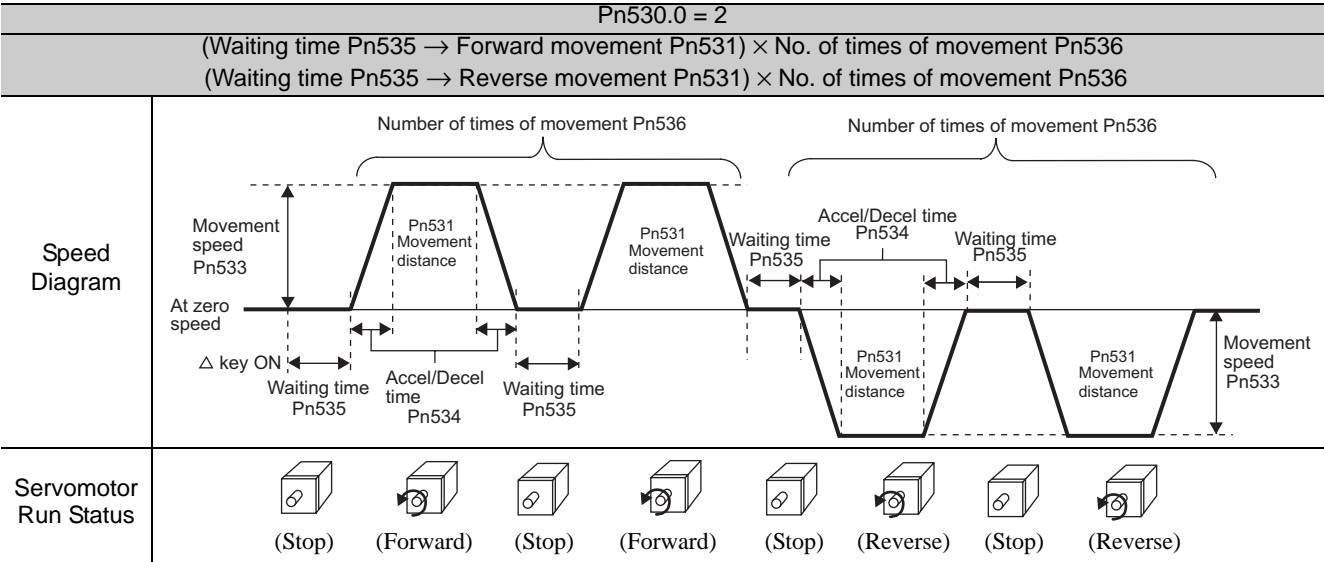 Pn530.0 = 2
(Waiting time Pn535 → Forward movement Pn531) × No. of times of movement Pn536
(Waiting time Pn535 → Reverse movement Pn531) × No. of times of movement Pn536
Speed
Diagram
Number of times of movement Pn536
Number of times of movement Pn536
Movement
speed
Pn533
Pn531
Movement
distance
Pn531
Movement
distance
Waiting time
Pn535
Accel/Decel time
Pn534
Waiting time
Pn535
At zero
speed
△ key ON
Waiting time
Pn535
Accel/Decel
time
Pn534
Waiting time
Pn535
Pn531
Movement
distance
Pn531
Movement
distance
Movement
speed
Pn533
Servomotor
Run Status
(Stop) (Forward) (Stop) (Forward) (Stop) (Reverse) (Stop) (Reverse)